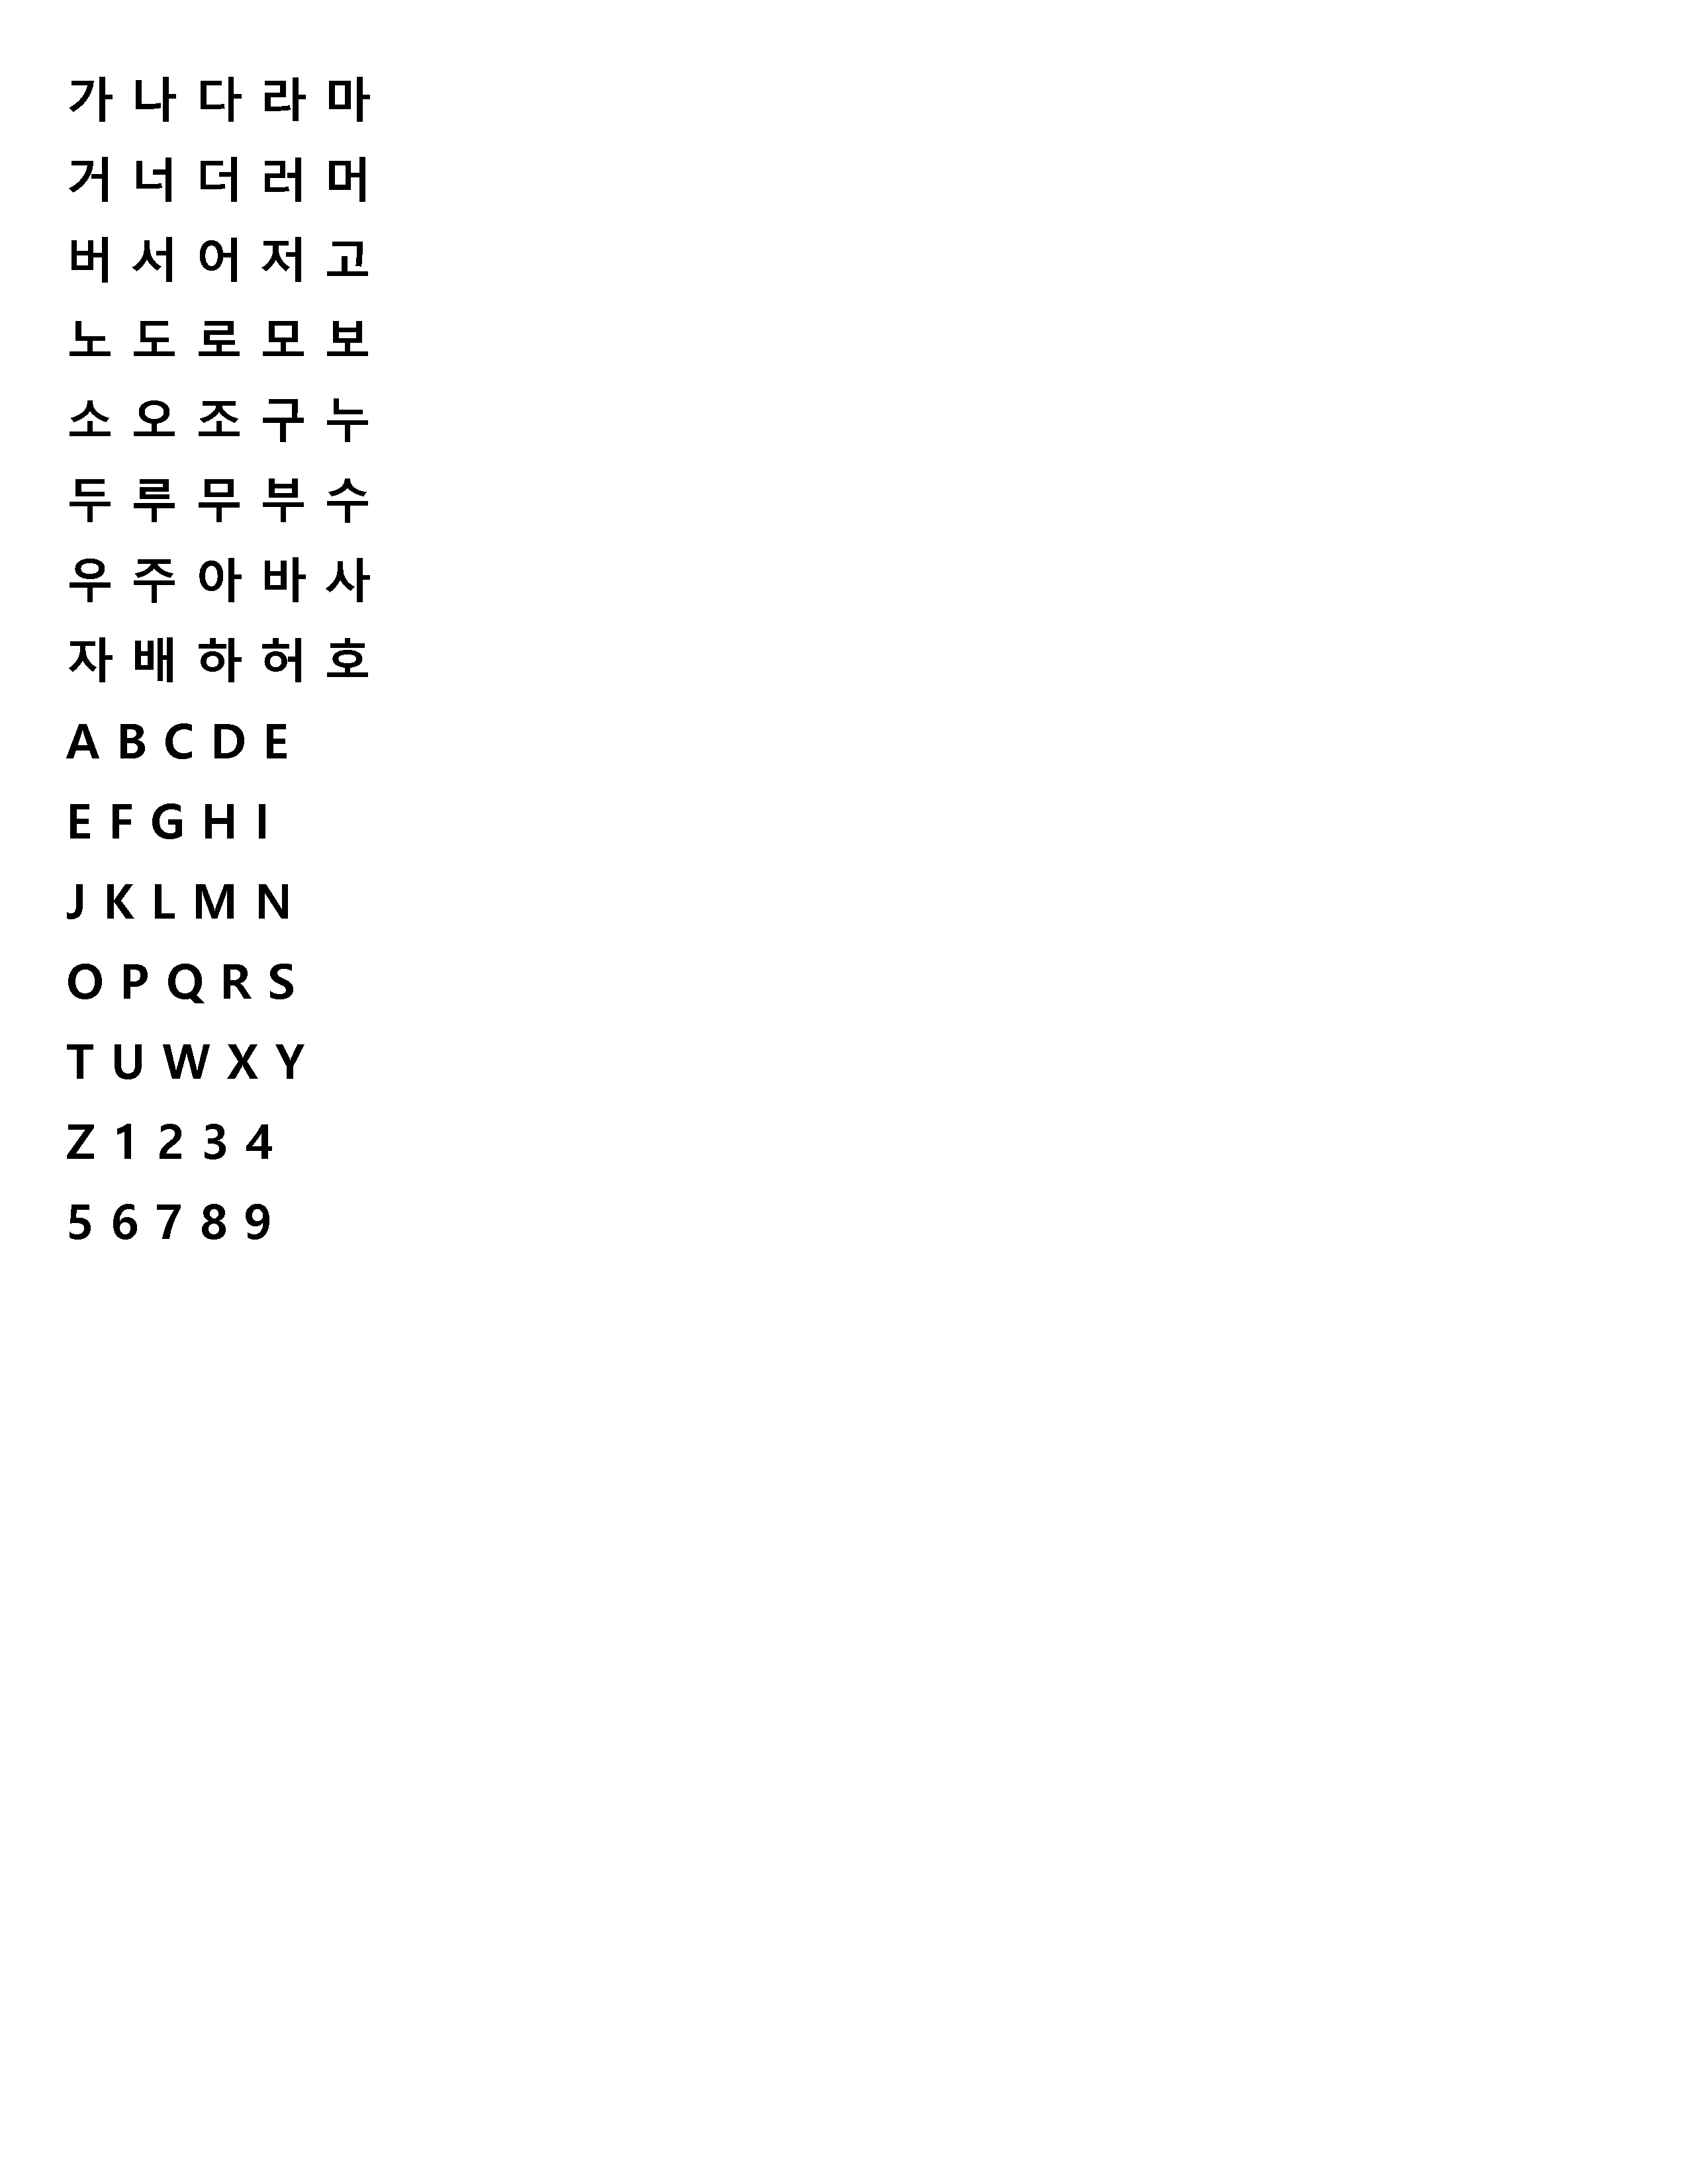 가 나 다 라 마
거 너 더 러 머
버 서 어 저 고
노 도 로 모 보
소 오 조 구 누
두 루 무 부 수
우 주 아 바 사
자 배 하 허 호
A B C D E
E F G H I
J K L M N
O P Q R S
T U W X Y
Z 1 2 3 4
5 6 7 8 9